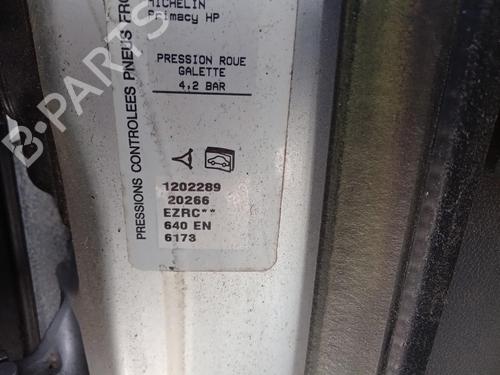 MICHELIN
Primacy HP
PRESSION ROUE
GALETTE
4,2 BAR
PRESSIONS CONTROLEES PNEUS FRO
1202289
20266
EZRC**
640 EN
6173
B-PARTS